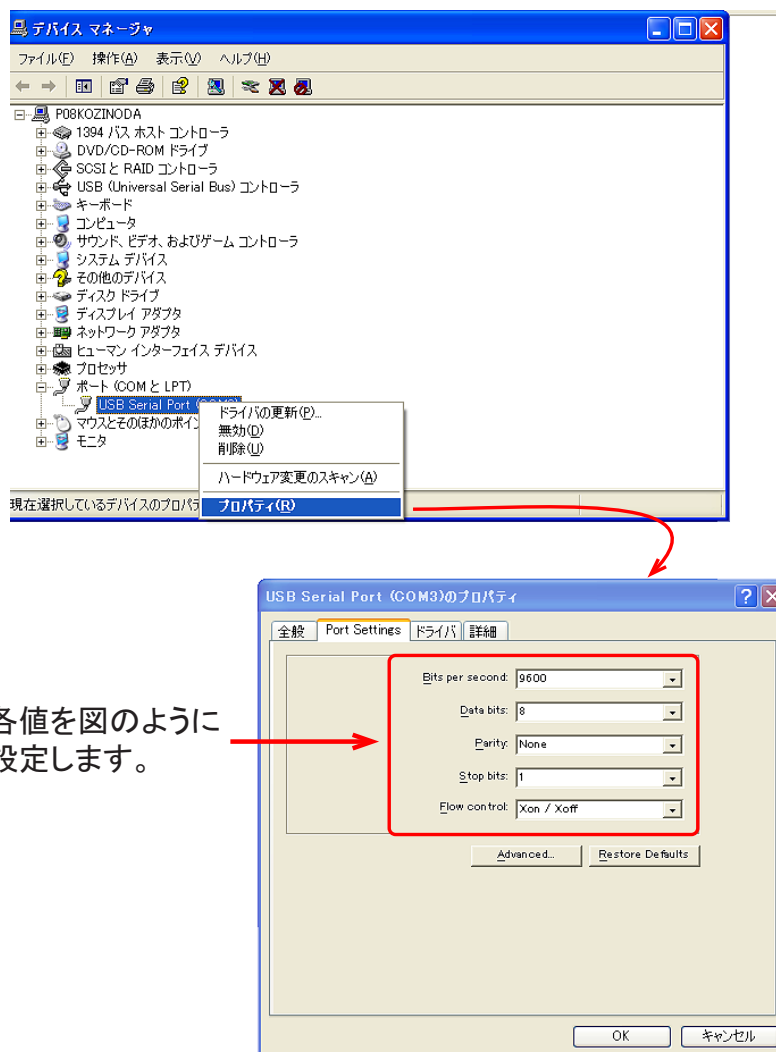 デバイス マネージャ
ファイル(F) 操作(A) 表示(V) ヘルプ(H)
P08KOZINODA
1394 バス ホスト コントローラ
DVD/CD-ROM ドライブ
SCSI と RAID コントローラ
USB (Universal Serial Bus) コントローラ
キーボード
コンピュータ
サウンド、ビデオ、およびゲーム コントローラ
システム デバイス
その他のデバイス
ディスク ドライブ
ディスプレイ アダプタ
ネットワーク アダプタ
ヒューマン インターフェイス デバイス
プロセッサ
ポート (COM と LPT)
USB Serial Port
マウスとそのほかのポイン
モニタ
ドライバの更新(P)...
無効(D)
削除(U)
ハードウェア変更のスキャン(A)
プロパティ(R)
現在選択しているデバイスのプロパテ
USB Serial Port (COM3)のプロパティ
全般 Port Settings ドライバ 詳細
Bits per second: 9600
Data bits: 8
Parity: None
Stop bits: 1
Flow control: Xon / Xoff
Advanced... Restore Defaults
OK キャンセル
各値を図のように
設定します。